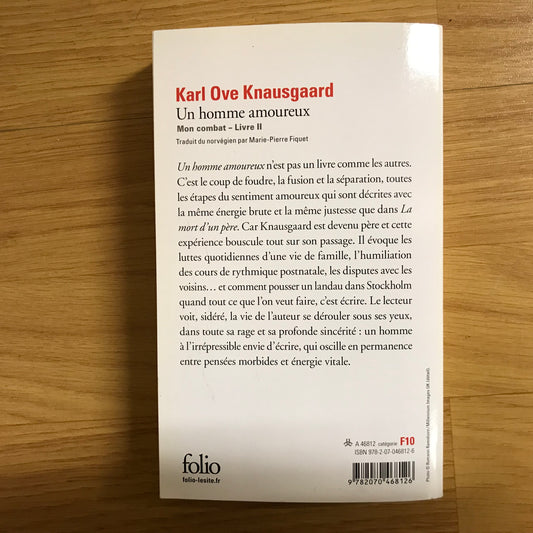 Karl Ove Knausgaard
Un homme amoureux
Mon combat – Livre II
Traduit du norvégien par Marie-Pierre Fiquet
Un homme amoureux n'est pas un livre comme les autres.
C'est le coup de foudre, la fusion et la séparation, toutes
les étapes du sentiment amoureux qui sont décrites avec
la même énergie brute et la même justesse que dans La
mort d'un père. Car Knausgaard est devenu père et cette
expérience bouscule tout sur son passage. Il évoque les
luttes quotidiennes d'une vie de famille, l'humiliation
des cours de rythmique postnatale, les disputes avec les
voisins… et comment pousser un landau dans Stockholm
quand tout ce que l'on veut faire, c'est écrire. Le lecteur
voit, sidéré, la vie de l'auteur se dérouler sous ses yeux,
dans toute sa rage et sa profonde sincérité : un homme
à l'irrépressible envie d'écrire, qui oscille en permanence
entre pensées morbides et énergie vitale.
folio
folio-lesite.fr
A 46812 catégorie F10
ISBN 978-2-07-046812-6
9 782070 468126